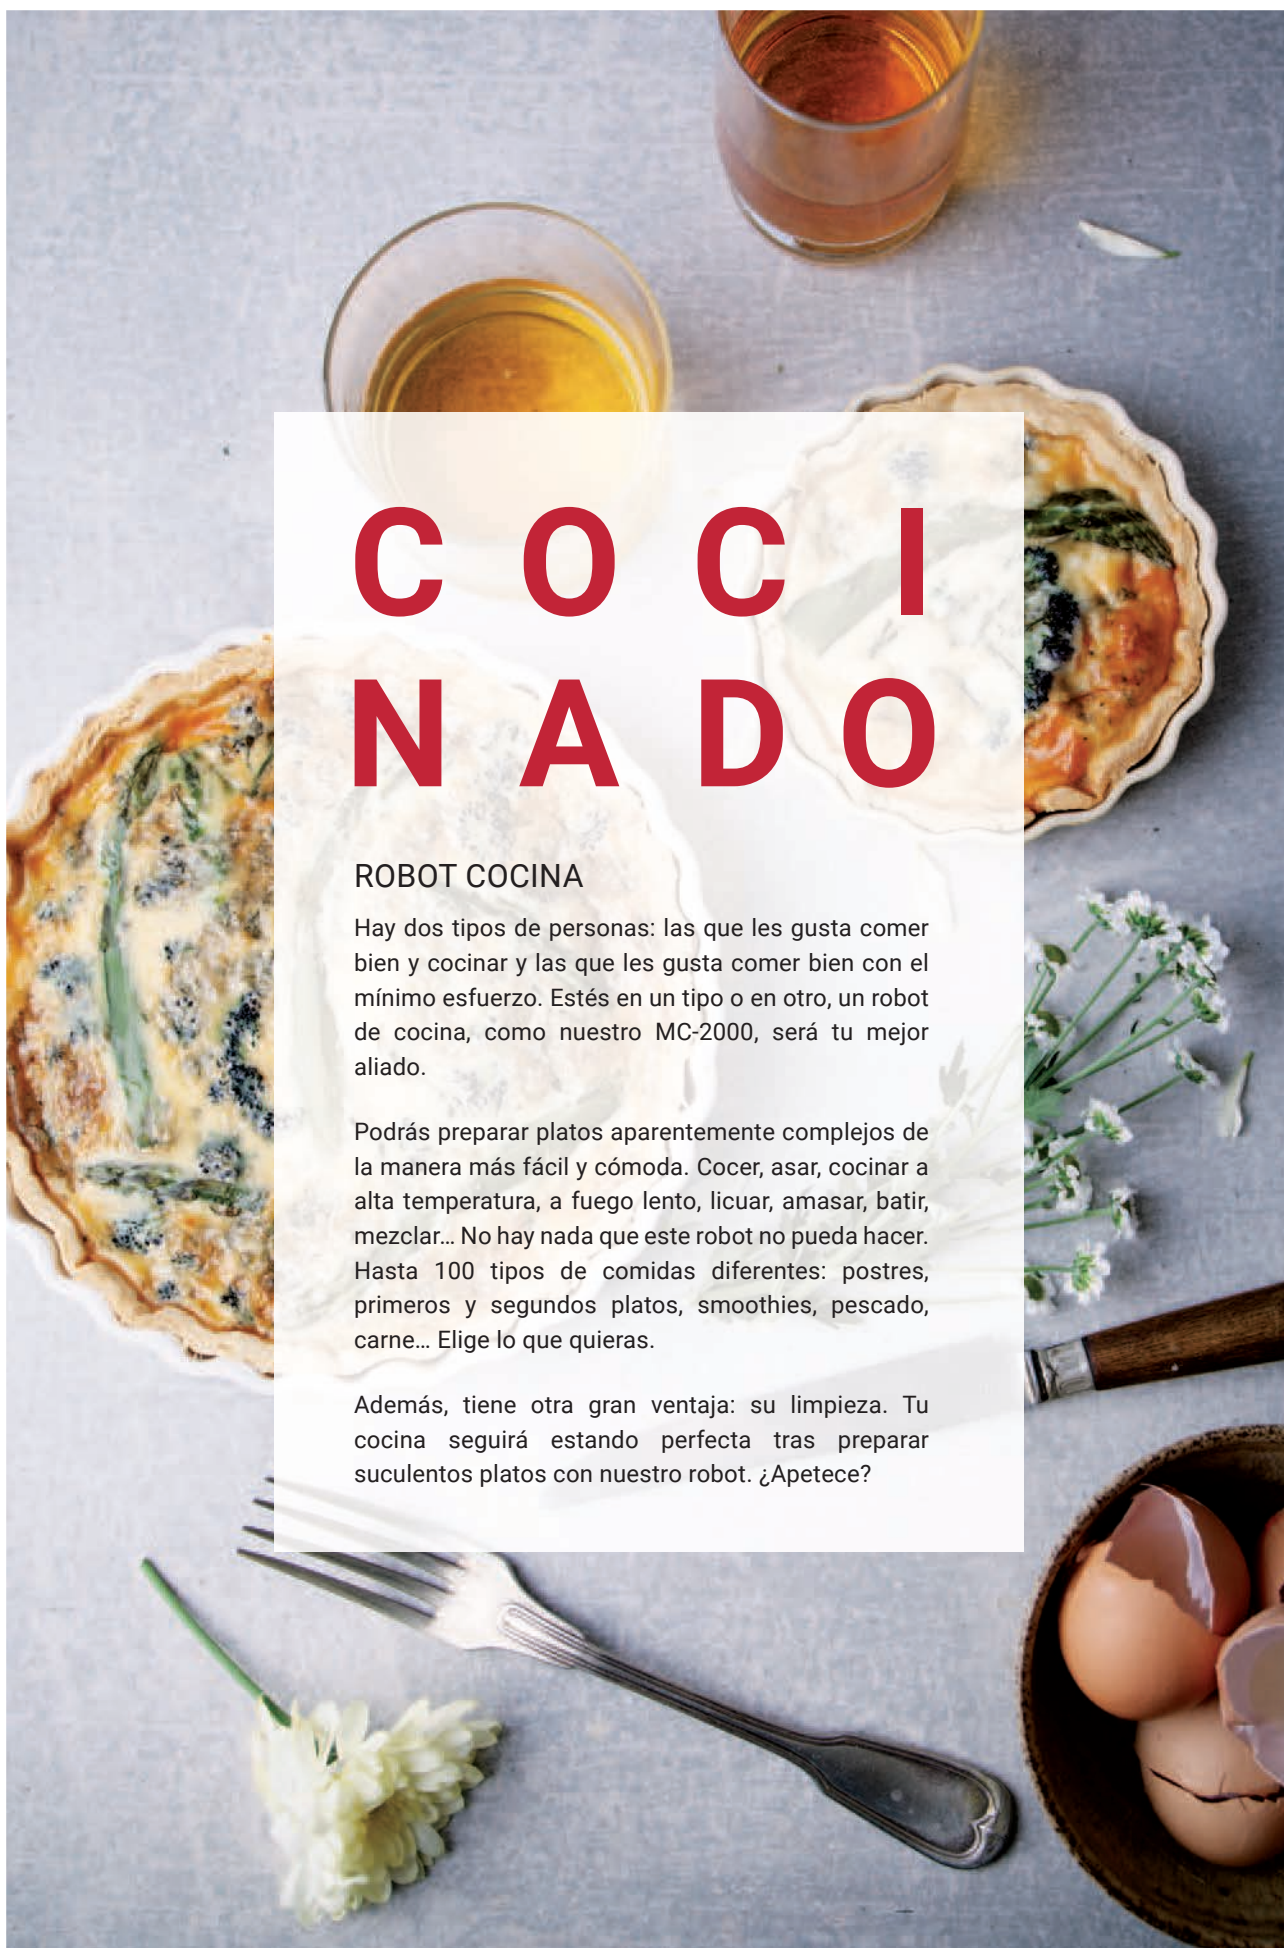 COCI
NADO
ROBOT COCINA
Hay dos tipos de personas: las que les gusta comer
bien y cocinar y las que les gusta comer bien con el
mínimo esfuerzo. Estés en un tipo o en otro, un robot
de cocina, como nuestro MC-2000, será tu mejor
aliado.
Podrás preparar platos aparentemente complejos de
la manera más fácil y cómoda. Cocer, asar, cocinar a
alta temperatura, a fuego lento, licuar, amasar, batir,
mezclar... No hay nada que este robot no pueda hacer.
Hasta 100 tipos de comidas diferentes: postres,
primeros y segundos platos, smoothies, pescado,
carne... Elige lo que quieras.
Además, tiene otra gran ventaja: su limpieza. Tu
cocina seguirá estando perfecta tras preparar
suculentos platos con nuestro robot. ¿Apetece?